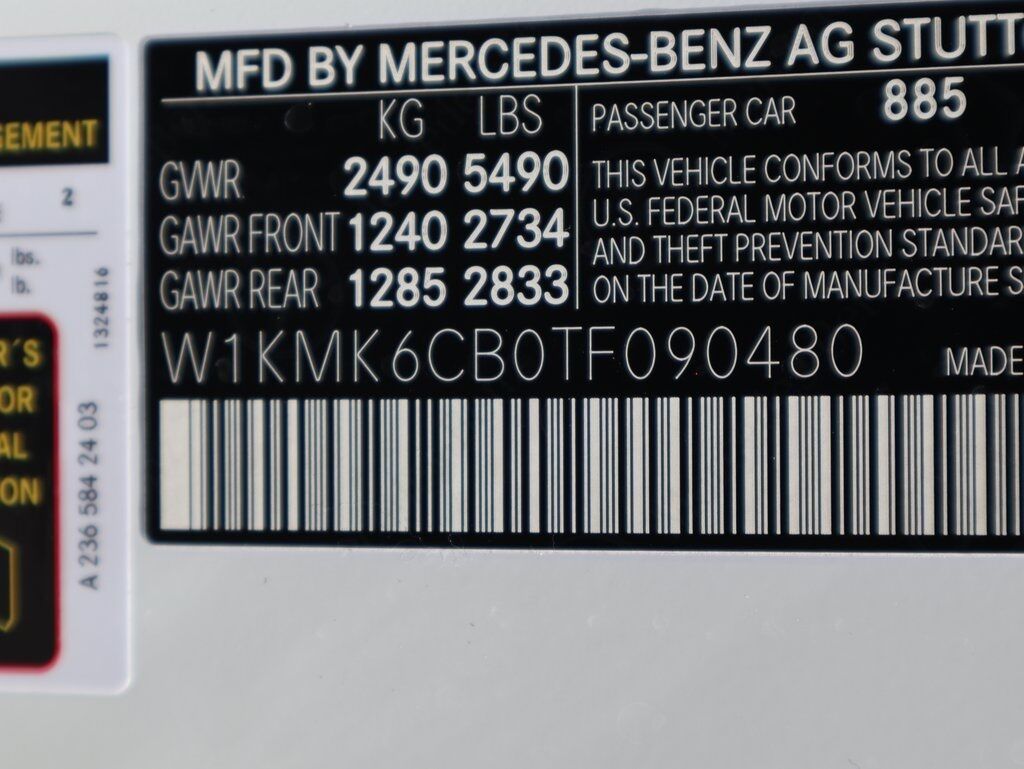 GEMENT
2
lbs.
lb.
1324816
R´S
OR
AL
ON
A 236 584 24 03
MFD BY MERCEDES-BENZ AG STUTT
KG LBS
GVWR 2490 5490
GAWR FRONT 1240 2734
GAWR REAR 1285 2833
PASSENGER CAR 885
THIS VEHICLE CONFORMS TO ALL A
U.S. FEDERAL MOTOR VEHICLE SAF
AND THEFT PREVENTION STANDAR
ON THE DATE OF MANUFACTURE S
W1KMK6CB0TF090480 MADE